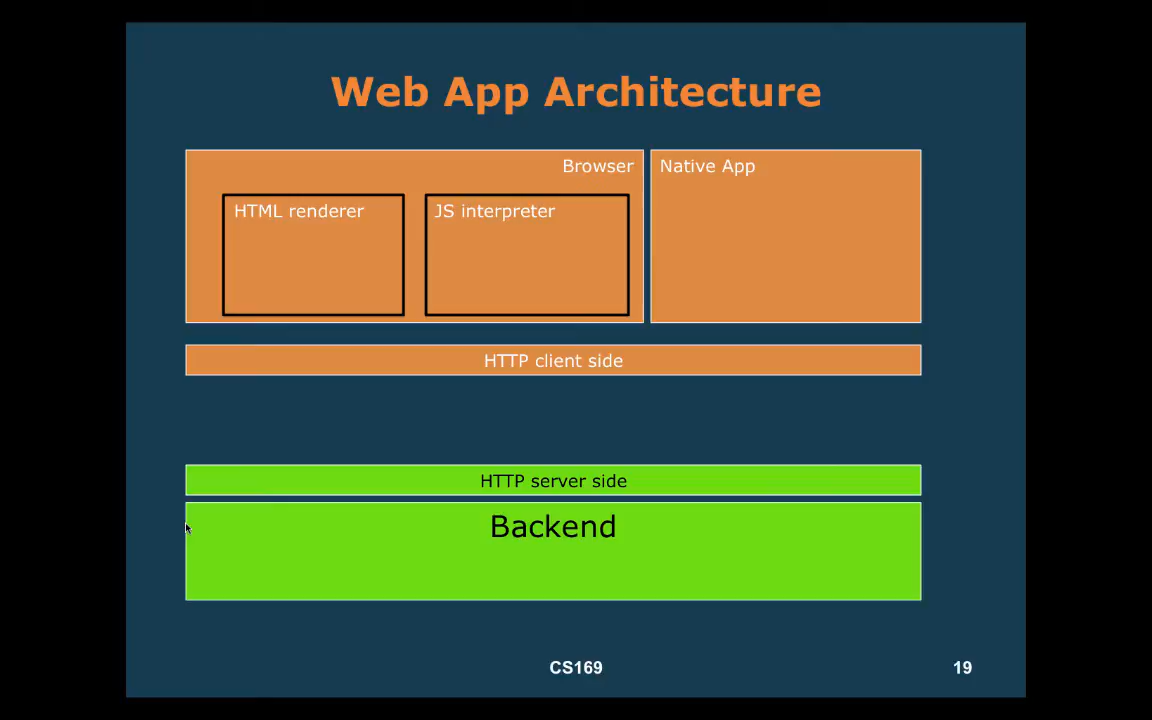 Web App Architecture
Browser
Native App
HTML renderer
JS interpreter
HTTP client side
HTTP server side
Backend
CS169
19